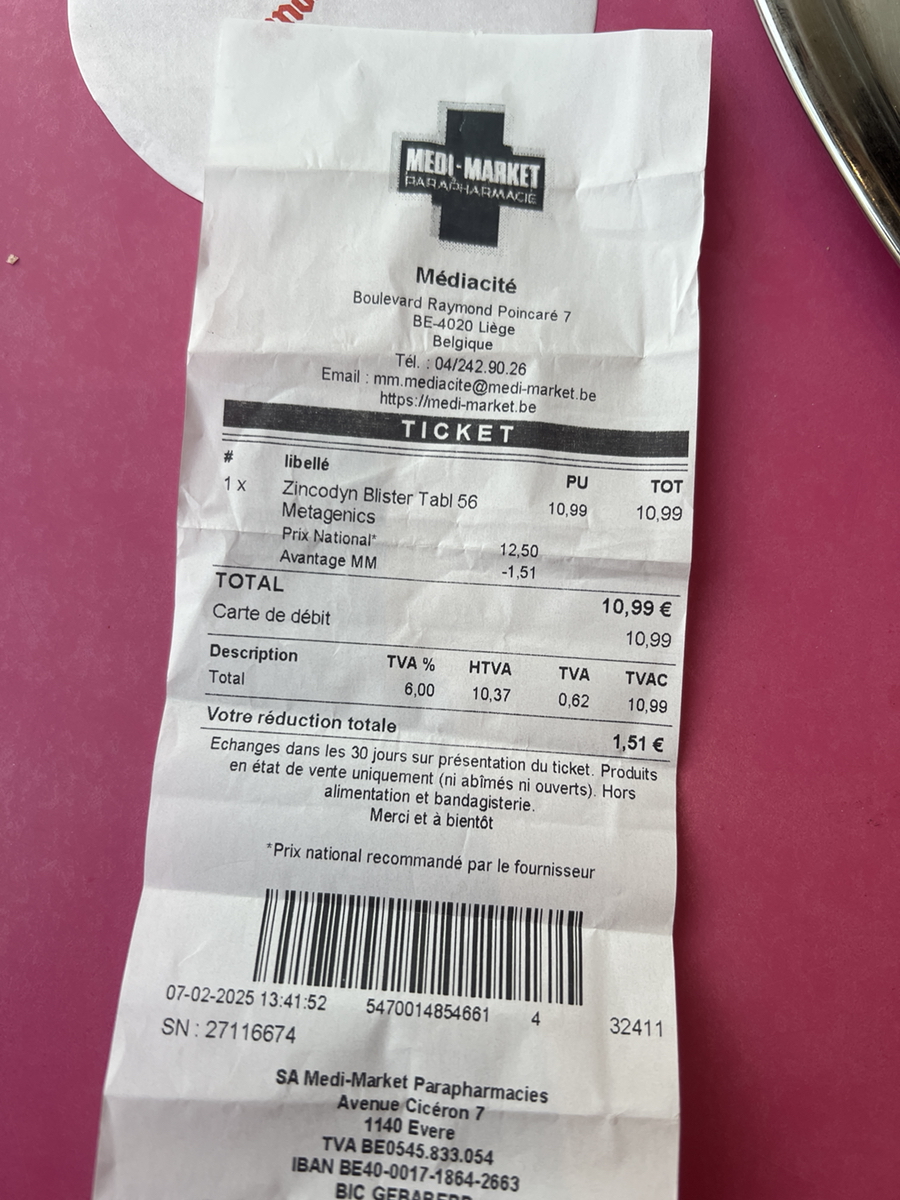 MEDI-MARKET
PARAPHARMACIE
Médiacité
Boulevard Raymond Poincaré 7
BE-4020 Liège
Belgique
Tél. : 04/242.90.26
Email : mm.mediacite@medi-market.be
https://medi-market.be
TICKET
# libellé PU TOT
1 x Zincodyn Blister Tabl 56 10,99 10,99
Metagenics
Prix National* 12,50
Avantage MM -1,51
TOTAL 10,99 €
Carte de débit 10,99
Description TVA % HTVA TVA TVAC
Total 6,00 10,37 0,62 10,99
Votre réduction totale 1,51 €
Echanges dans les 30 jours sur présentation du ticket. Produits
en état de vente uniquement (ni abîmés ni ouverts). Hors
alimentation et bandagisterie.
Merci et à bientôt
*Prix national recommandé par le fournisseur
07-02-2025 13:41:52 5470014854661 4 32411
SN : 27116674
SA Medi-Market Parapharmacies
Avenue Cicéron 7
1140 Evere
TVA BE0545.833.054
IBAN BE40-0017-1864-2663
BIC